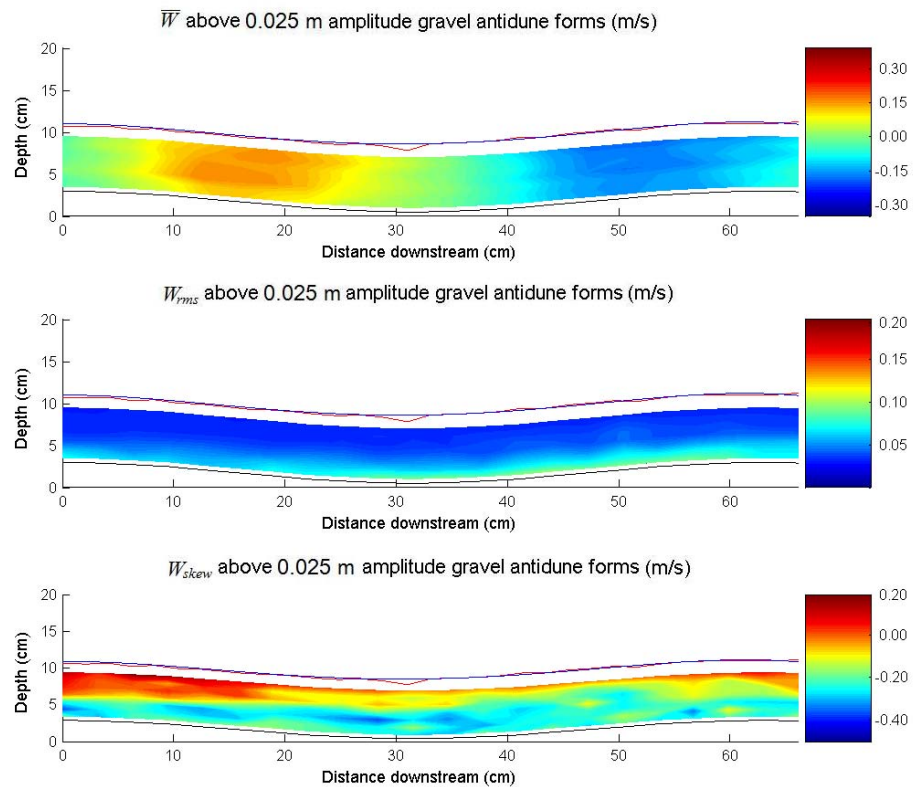 W̅ above 0.025 m amplitude gravel antidune forms (m/s)
20
15
10
5
0
Depth (cm)
0 10 20 30 40 50 60
Distance downstream (cm)
0.30
0.15
0.00
-0.15
-0.30
W_rms above 0.025 m amplitude gravel antidune forms (m/s)
20
15
10
5
0
Depth (cm)
0 10 20 30 40 50 60
Distance downstream (cm)
0.20
0.15
0.10
0.05
W_skew above 0.025 m amplitude gravel antidune forms (m/s)
20
15
10
5
0
Depth (cm)
0 10 20 30 40 50 60
Distance downstream (cm)
0.20
0.00
-0.20
-0.40